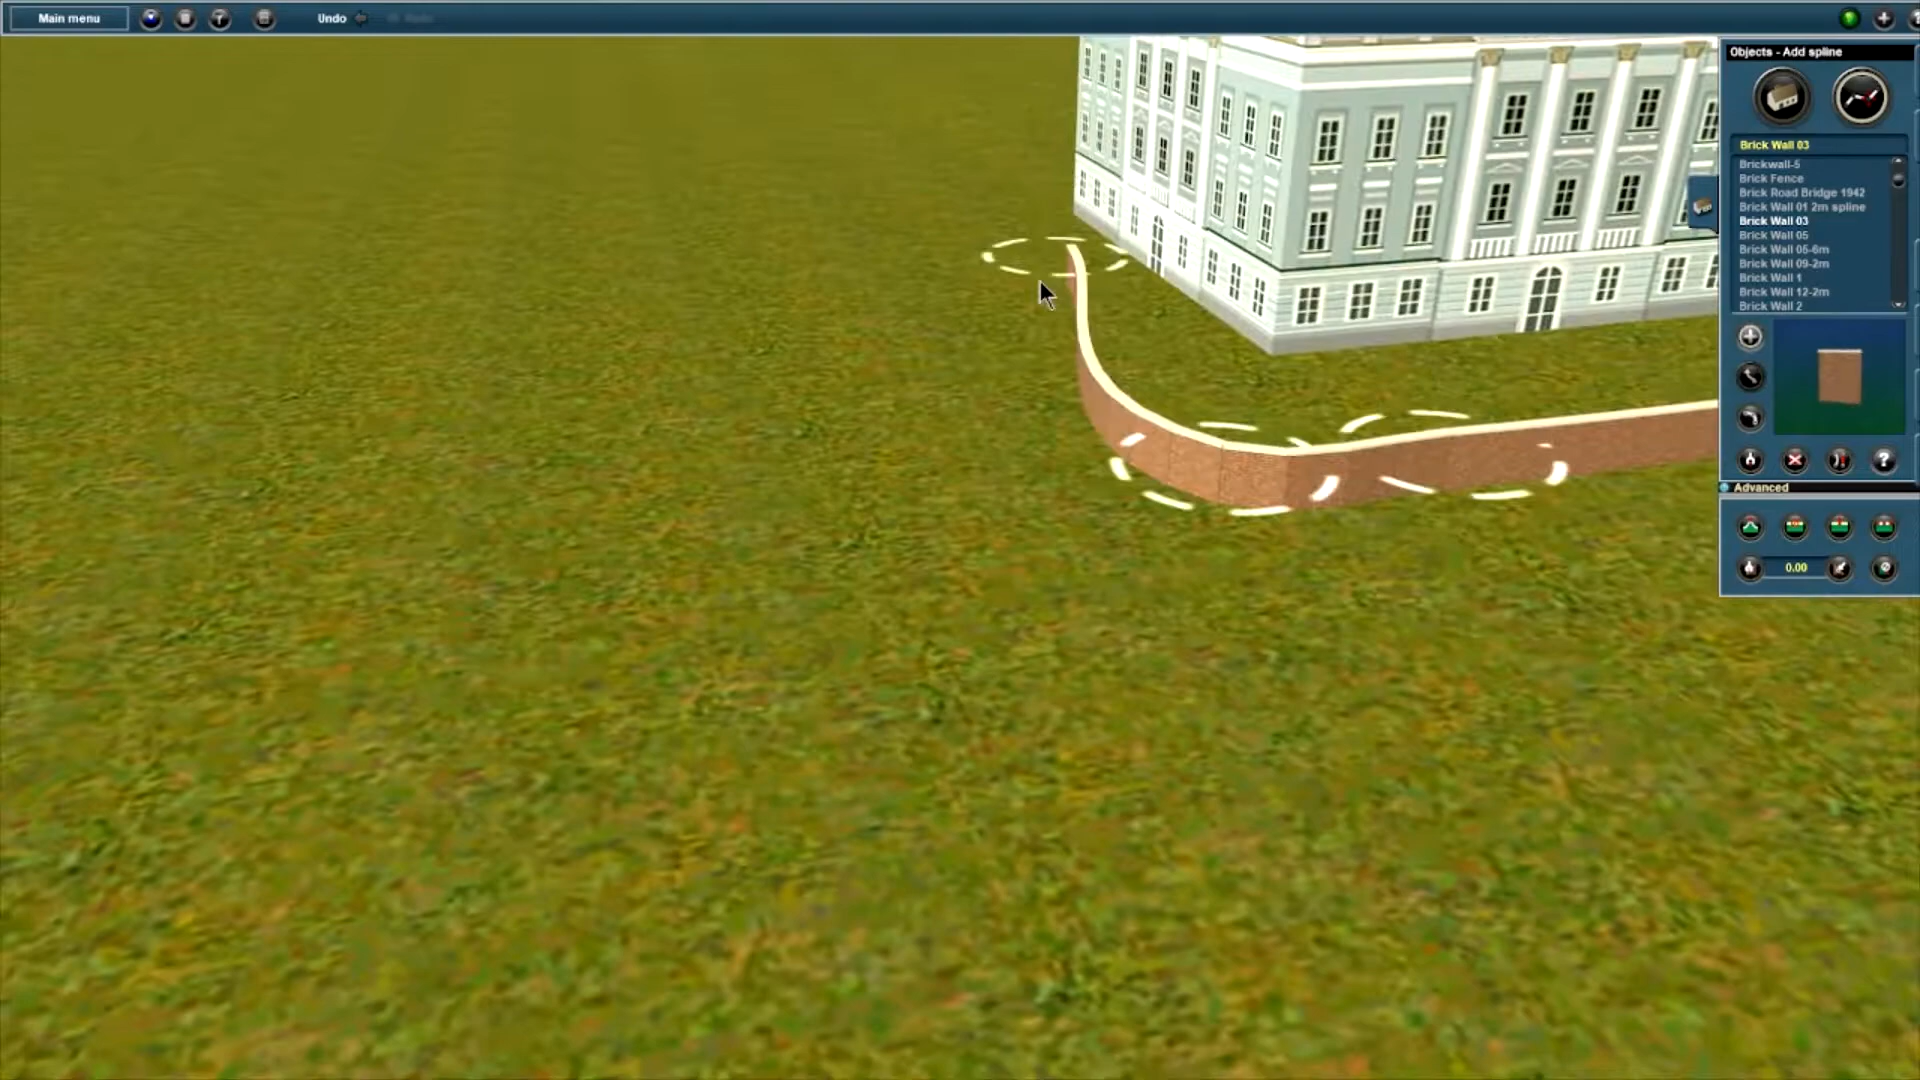 Main menu
Undo
Objects - Add spline
Brick Wall 03
Brickwall-5
Brick Fence
Brick Road Bridge 1942
Brick Wall 01 2m spline
Brick Wall 03
Brick Wall 05
Brick Wall 05-6m
Brick Wall 09-2m
Brick Wall 1
Brick Wall 12-2m
Brick Wall 2
?
Advanced
0.00